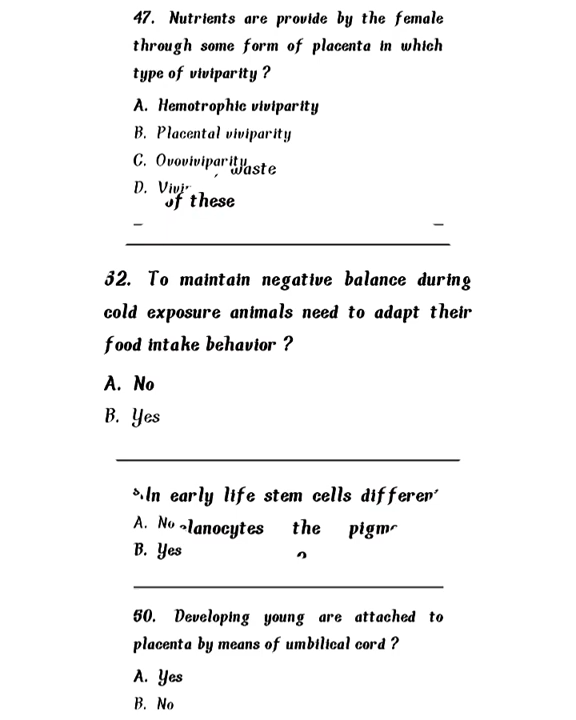 47. Nutrients are provide by the female
through some form of placenta in which
type of viviparity ?
A. Hemotrophic viviparity
B. Placental viviparity
C. Ovoviviparity
waste
D.
of these
32. To maintain negative balance during
cold exposure animals need to adapt their
food intake behavior ?
A. No
B. Yes
In early life stem cells
A. No
the
B. Yes
50. Developing young are attached to
placenta by means of umbilical cord ?
A. Yes
B. No